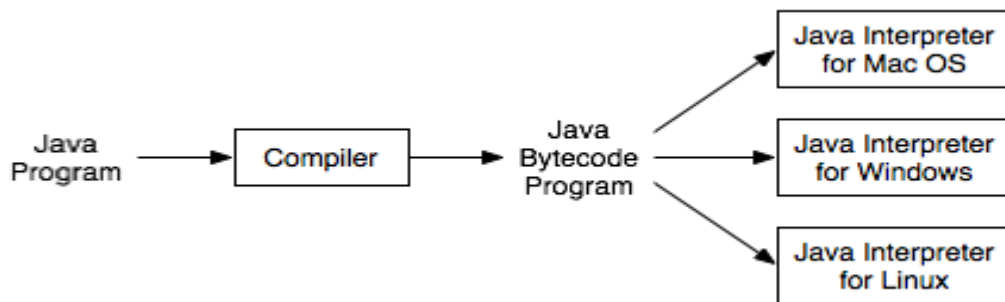 Java
Program
Compiler
Java
Bytecode
Program
Java Interpreter
for Mac OS
Java Interpreter
for Windows
Java Interpreter
for Linux